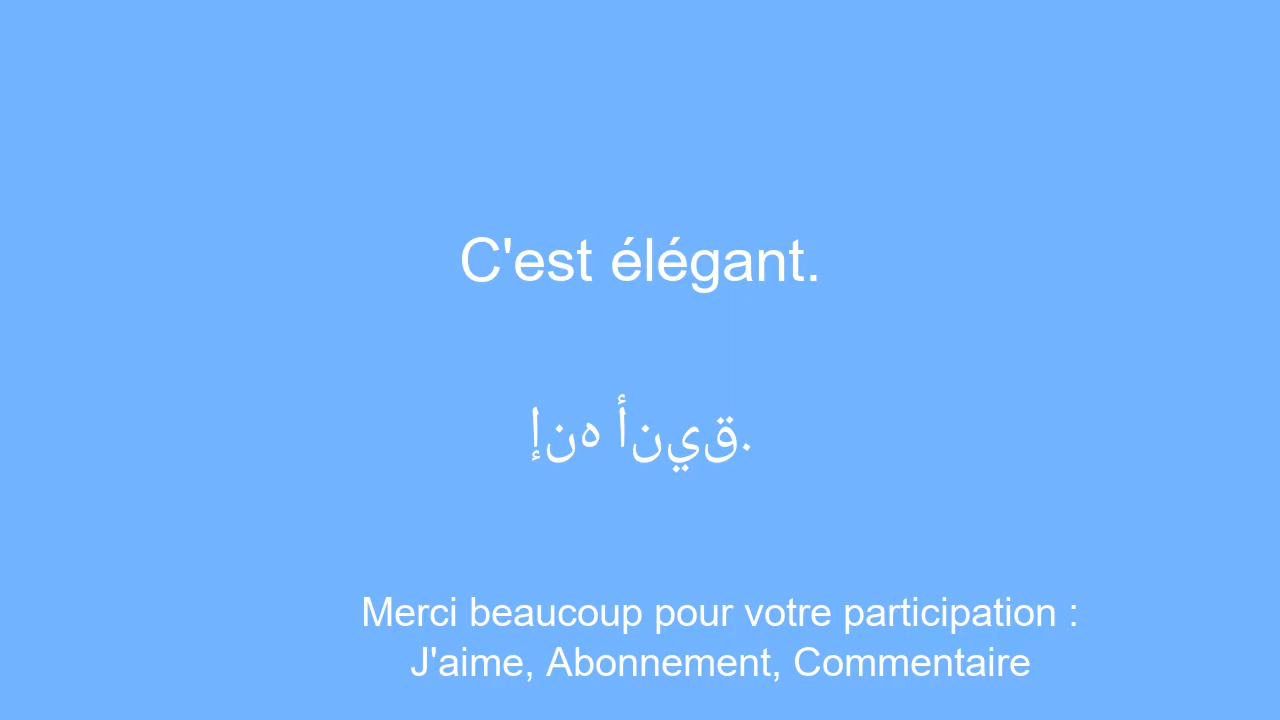 C'est élégant.
إنه أنيق.
Merci beaucoup pour votre participation :
J'aime, Abonnement, Commentaire